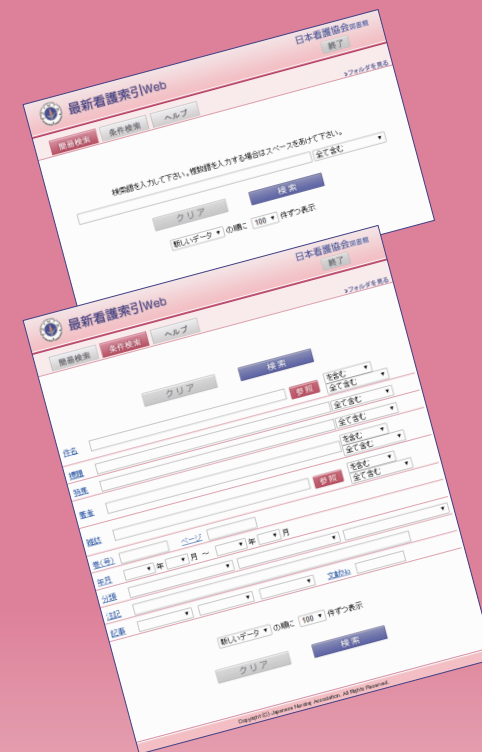 日本看護協会図書館
終了
最新看護索引Web
>フォルダを見る
簡易検索 条件検索 ヘルプ
検索語を入力して下さい。複数語を入力する場合はスペースをあけて下さい。
全て含む
クリア 検索
新しいデータ の順に 100 件ずつ表示
日本看護協会図書館
終了
最新看護索引Web
>フォルダを見る
簡易検索 条件検索 ヘルプ
クリア 検索
件名 参照 を含む
全て含む
標題 全て含む
特集 全て含む
著者 を含む
全て含む
雑誌 参照 を含む
全て含む
巻(号) ページ
年月 年 月 ～ 年 月
分類
注記
記事 文献No
新しいデータ の順に 100 件ずつ表示
クリア 検索
Copyright (C) Japanese Nursing Association. All Rights Reserved.